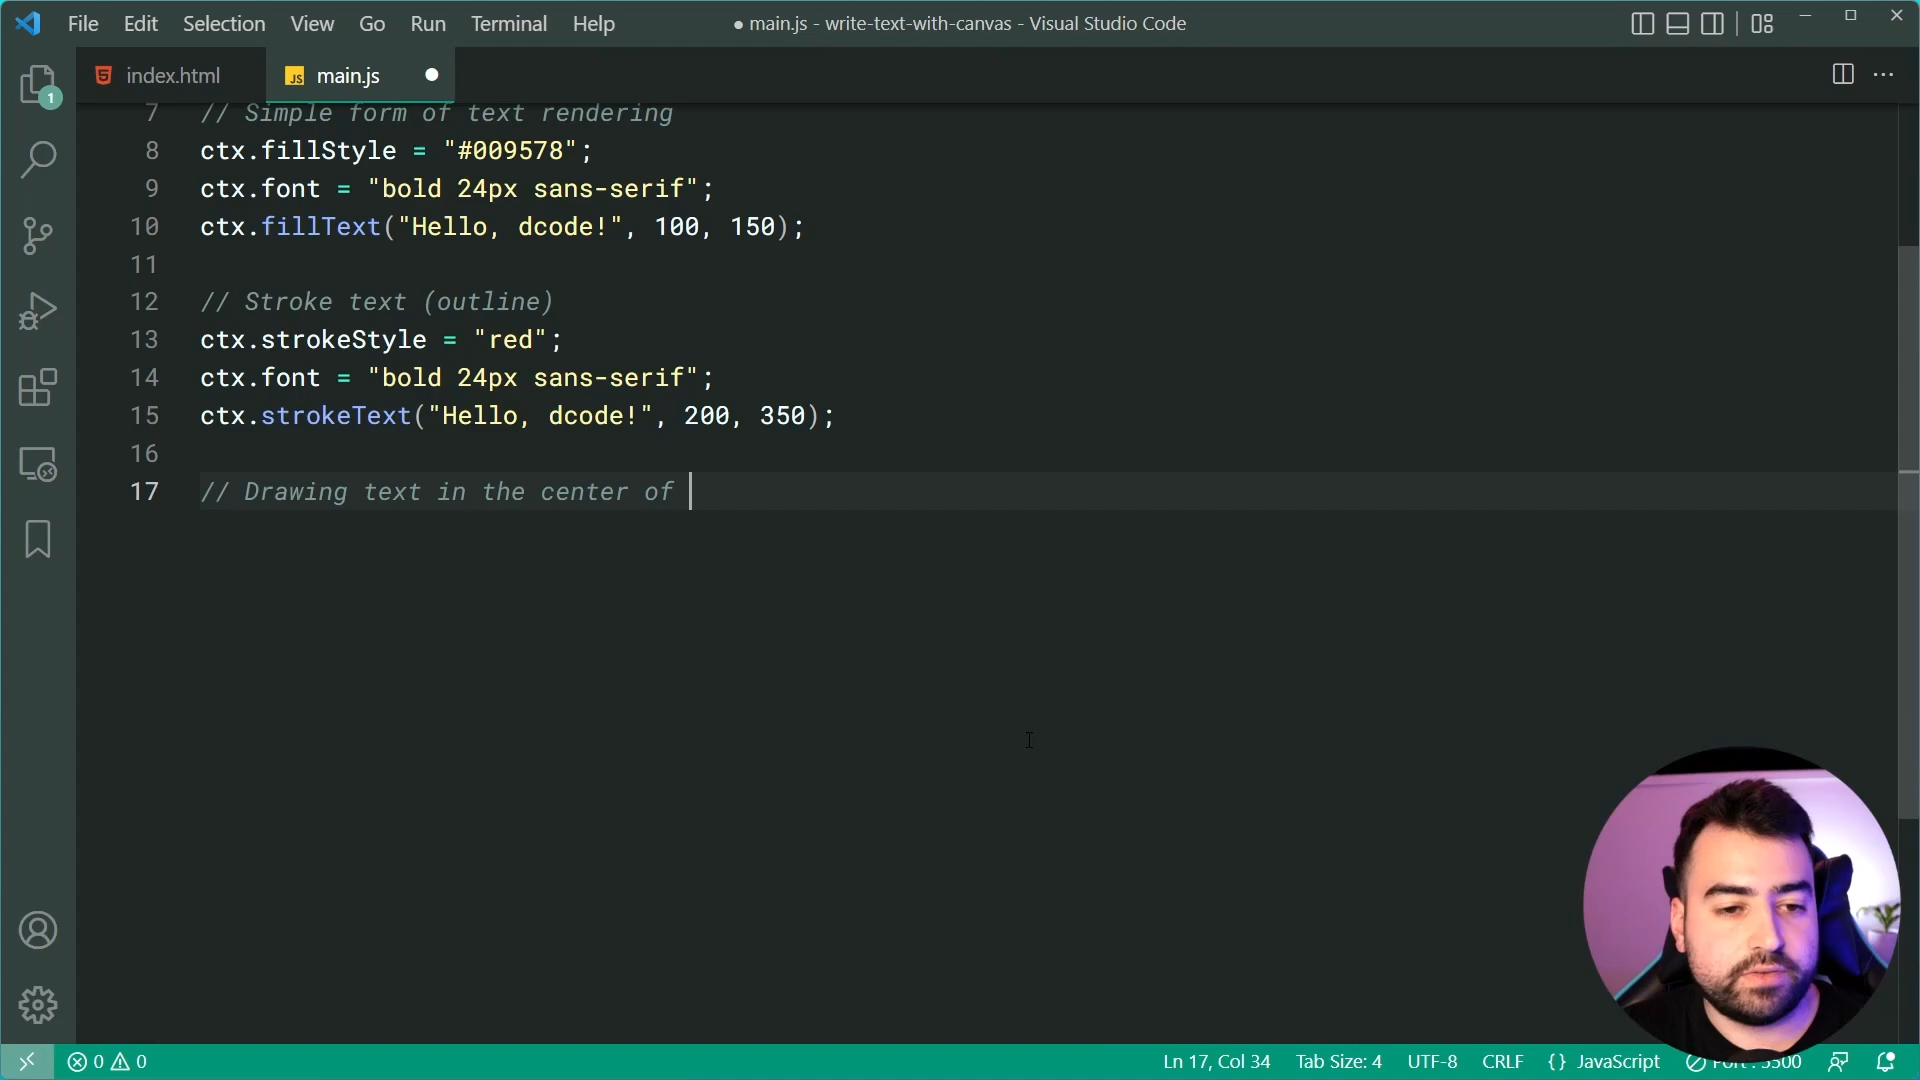 File Edit Selection View Go Run Terminal Help
● main.js - write-text-with-canvas - Visual Studio Code
index.html
JS main.js
1
7 // Simple form of text rendering
8 ctx.fillStyle = "#009578";
9 ctx.font = "bold 24px sans-serif";
10 ctx.fillText("Hello, dcode!", 100, 150);
11
12 // Stroke text (outline)
13 ctx.strokeStyle = "red";
14 ctx.font = "bold 24px sans-serif";
15 ctx.strokeText("Hello, dcode!", 200, 350);
16
17 // Drawing text in the center of
0 0
Ln 17, Col 34 Tab Size: 4 UTF-8 CRLF {} JavaScript Port : 5500